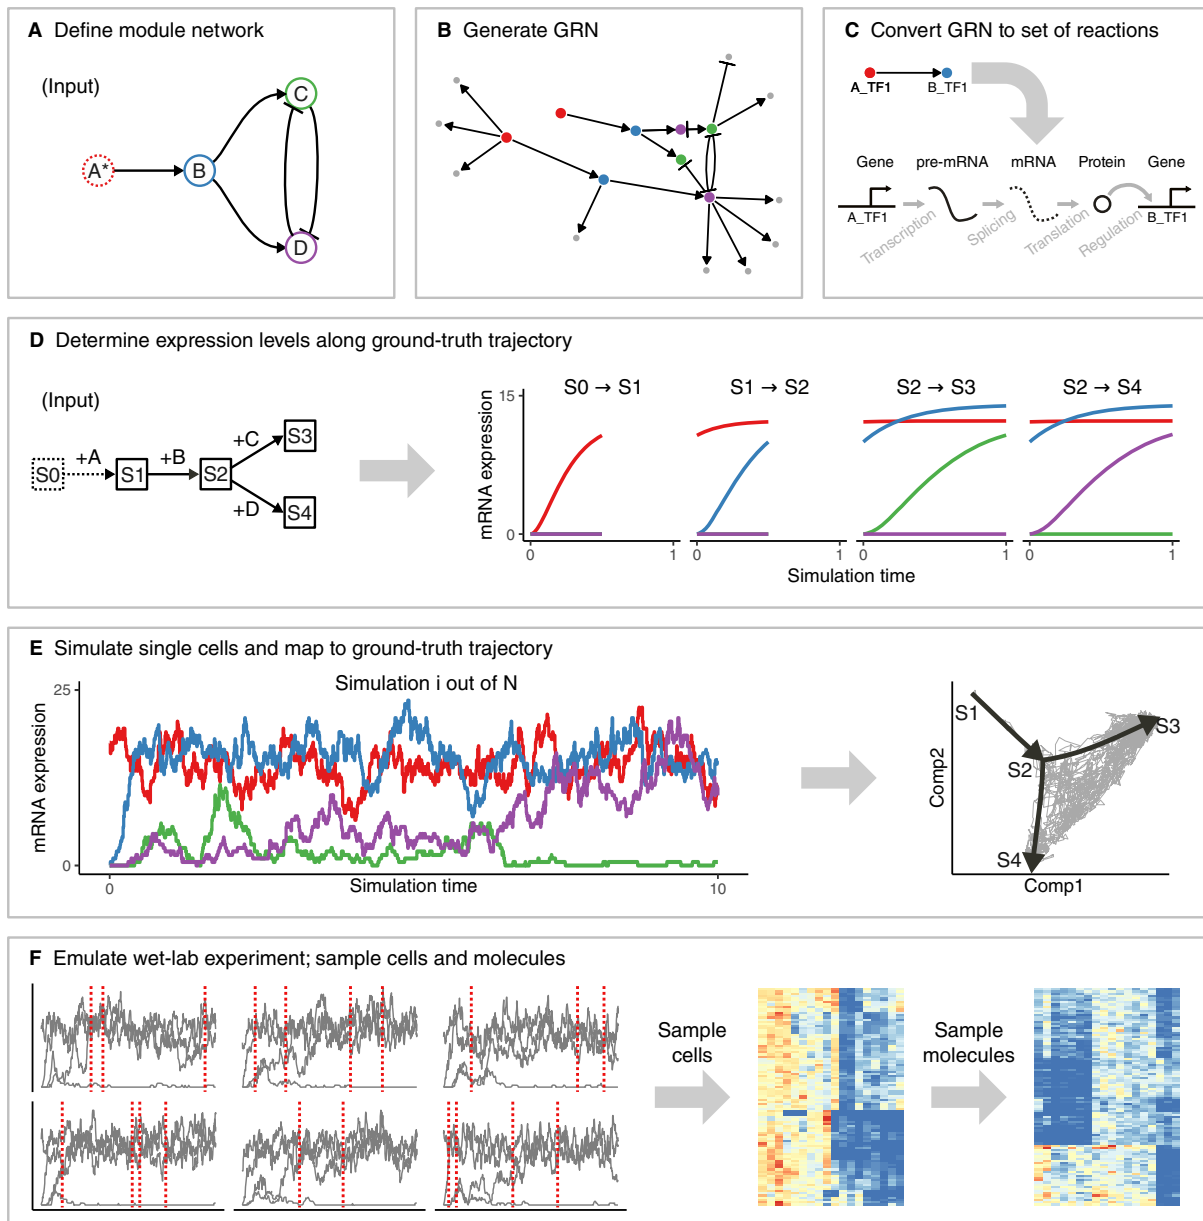 A Define module network
(Input)
A*
B
C
D
B Generate GRN
C Convert GRN to set of reactions
A_TF1
B_TF1
Gene pre-mRNA mRNA Protein Gene
A_TF1
B_TF1
Transcription
Splicing
Translation
Regulation
D Determine expression levels along ground-truth trajectory
(Input)
S0
+A
S1
+B
S2
+C
S3
+D
S4
mRNA expression
15
0
S0 → S1
S1 → S2
S2 → S3
S2 → S4
0 1
0 1
0 1
0 1
Simulation time
E Simulate single cells and map to ground-truth trajectory
Simulation i out of N
mRNA expression
25
0
0
10
Simulation time
Comp2
S1
S2
S3
S4
Comp1
F Emulate wet-lab experiment; sample cells and molecules
Sample
cells
Sample
molecules